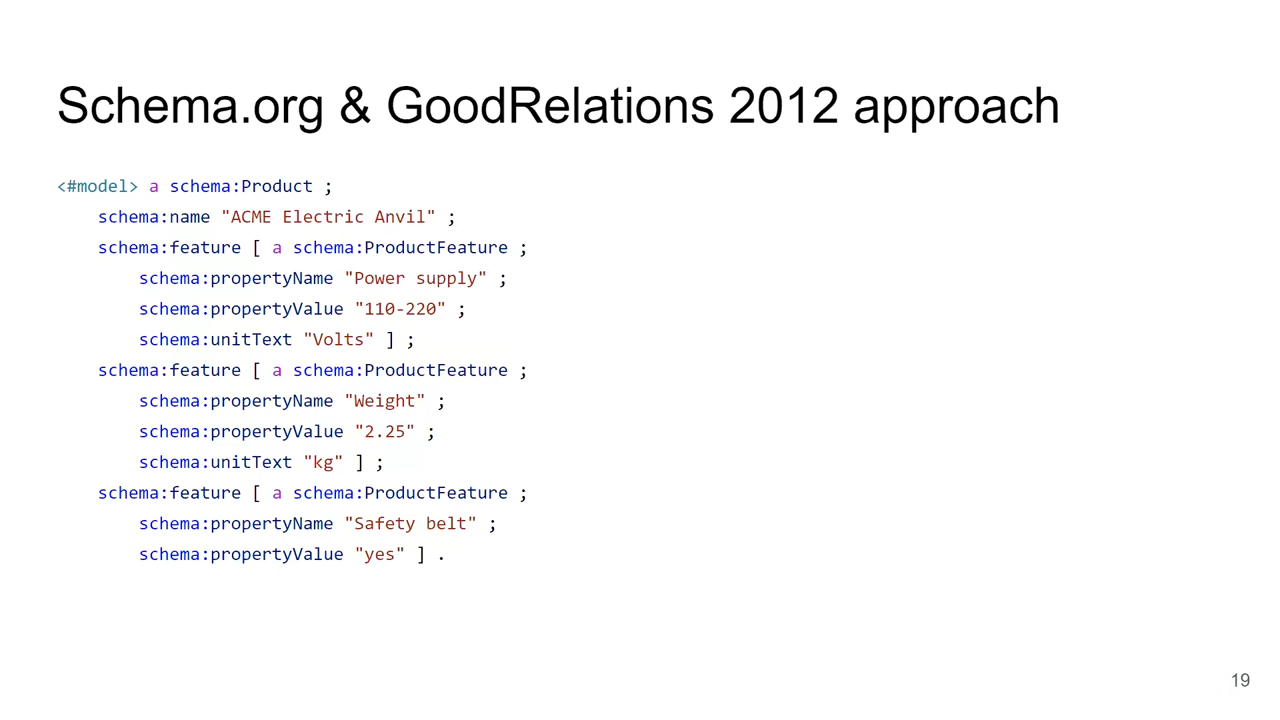 Schema.org & GoodRelations 2012 approach
<#model> a schema:Product ;
schema:name "ACME Electric Anvil" ;
schema:feature [ a schema:ProductFeature ;
schema:propertyName "Power supply" ;
schema:propertyValue "110-220" ;
schema:unitText "Volts" ] ;
schema:feature [ a schema:ProductFeature ;
schema:propertyName "Weight" ;
schema:propertyValue "2.25" ;
schema:unitText "kg" ] ;
schema:feature [ a schema:ProductFeature ;
schema:propertyName "Safety belt" ;
schema:propertyValue "yes" ] .
19